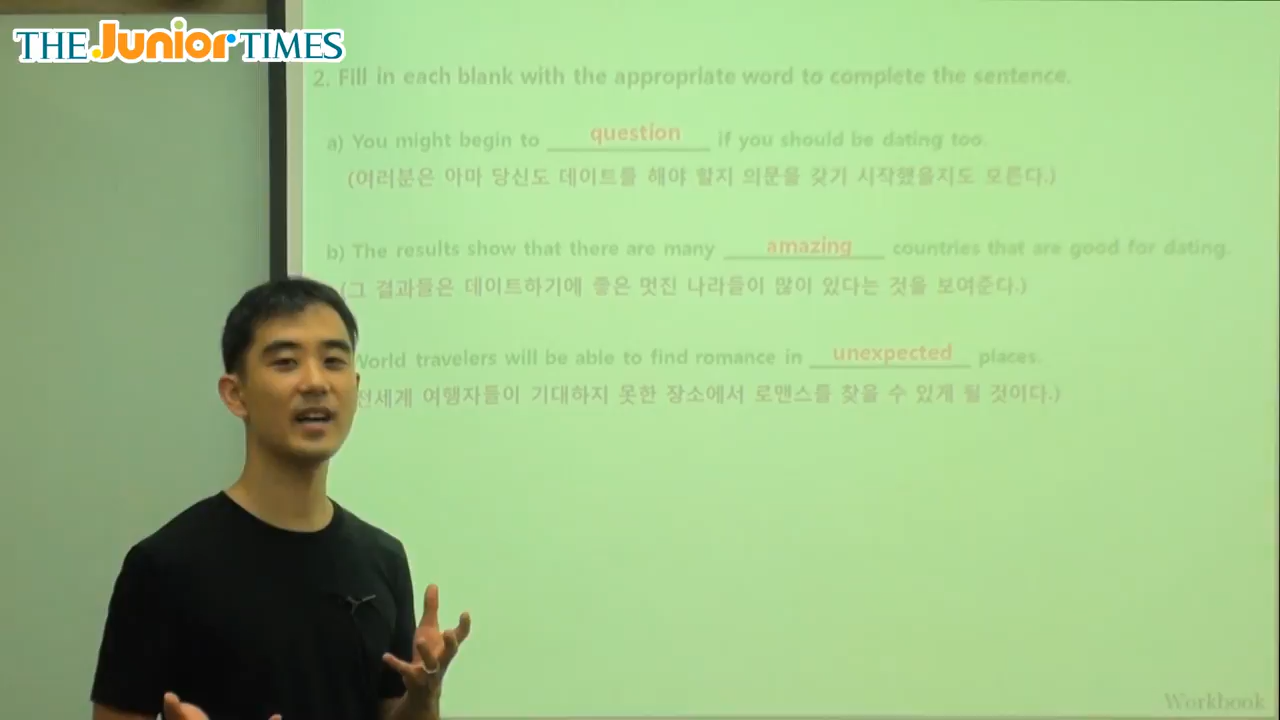 THE Junior TIMES
2. Fill in each blank with the appropriate word to complete the sentence.
a) You might begin to question if you should be dating too.
(여러분은 아마 당신도 데이트를 해야 할지 의문을 갖기 시작했을지도 모른다.)
b) The results show that there are many amazing countries that are good for dating.
(그 결과들은 데이트하기에 좋은 멋진 나라들이 많이 있다는 것을 보여준다.)
World travelers will be able to find romance in unexpected places.
전세계 여행자들이 기대하지 못한 장소에서 로맨스를 찾을 수 있게 될 것이다.)
Workbook